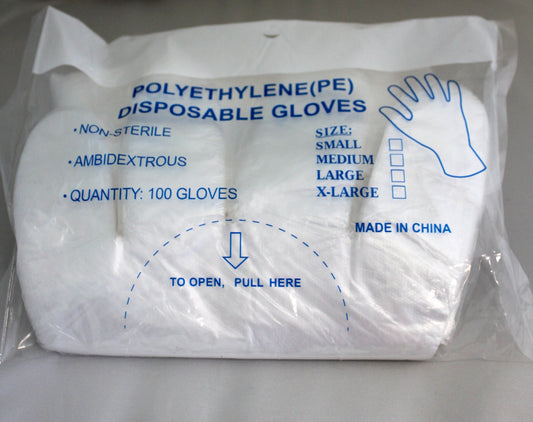 POLYETHYLENE(PE)
DISPOSABLE GLOVES
• NON-STERILE
• AMBIDEXTROUS
• QUANTITY: 100 GLOVES
SIZE:
SMALL
MEDIUM
LARGE
X-LARGE
MADE IN CHINA
TO OPEN, PULL HERE